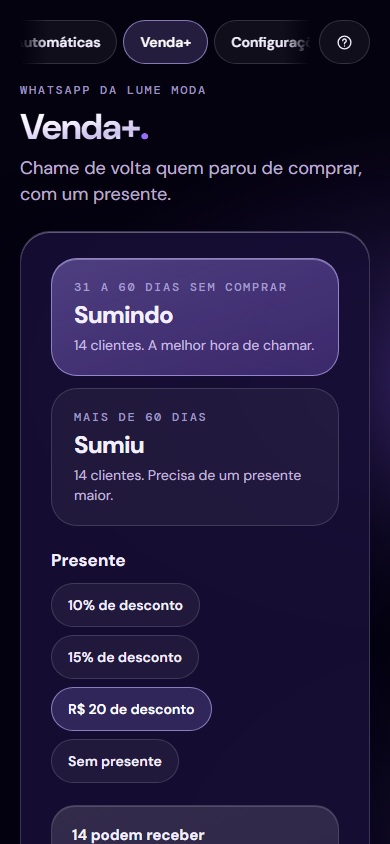 Venda+
WHATSAPP DA LUME MODA
Venda+.
Chame de volta quem parou de comprar,
com um presente.
31 A 60 DIAS SEM COMPRAR
Sumindo
14 clientes. A melhor hora de chamar.
MAIS DE 60 DIAS
Sumiu
14 clientes. Precisa de um presente
maior.
Presente
10% de desconto
15% de desconto
R$ 20 de desconto
Sem presente
14 podem receber